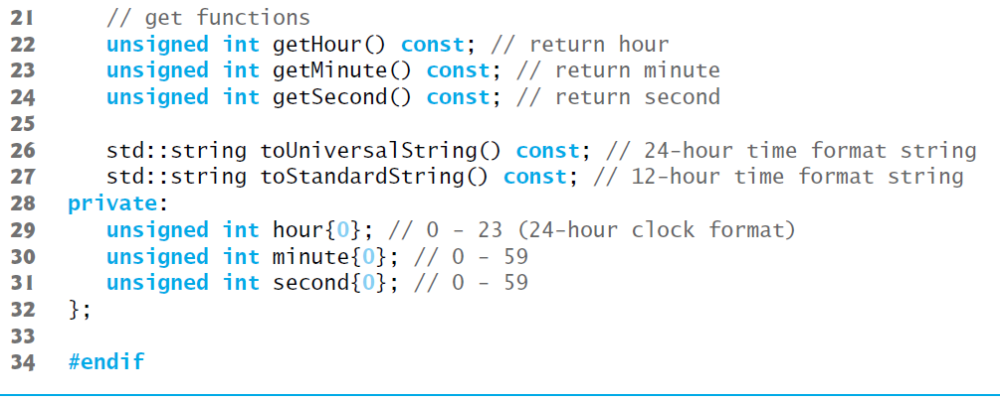 21 // get functions
22 unsigned int getHour() const; // return hour
23 unsigned int getMinute() const; // return minute
24 unsigned int getSecond() const; // return second
25
26 std::string toUniversalString() const; // 24-hour time format string
27 std::string toStandardString() const; // 12-hour time format string
28 private:
29 unsigned int hour{0}; // 0 - 23 (24-hour clock format)
30 unsigned int minute{0}; // 0 - 59
31 unsigned int second{0}; // 0 - 59
32 };
33
34 #endif